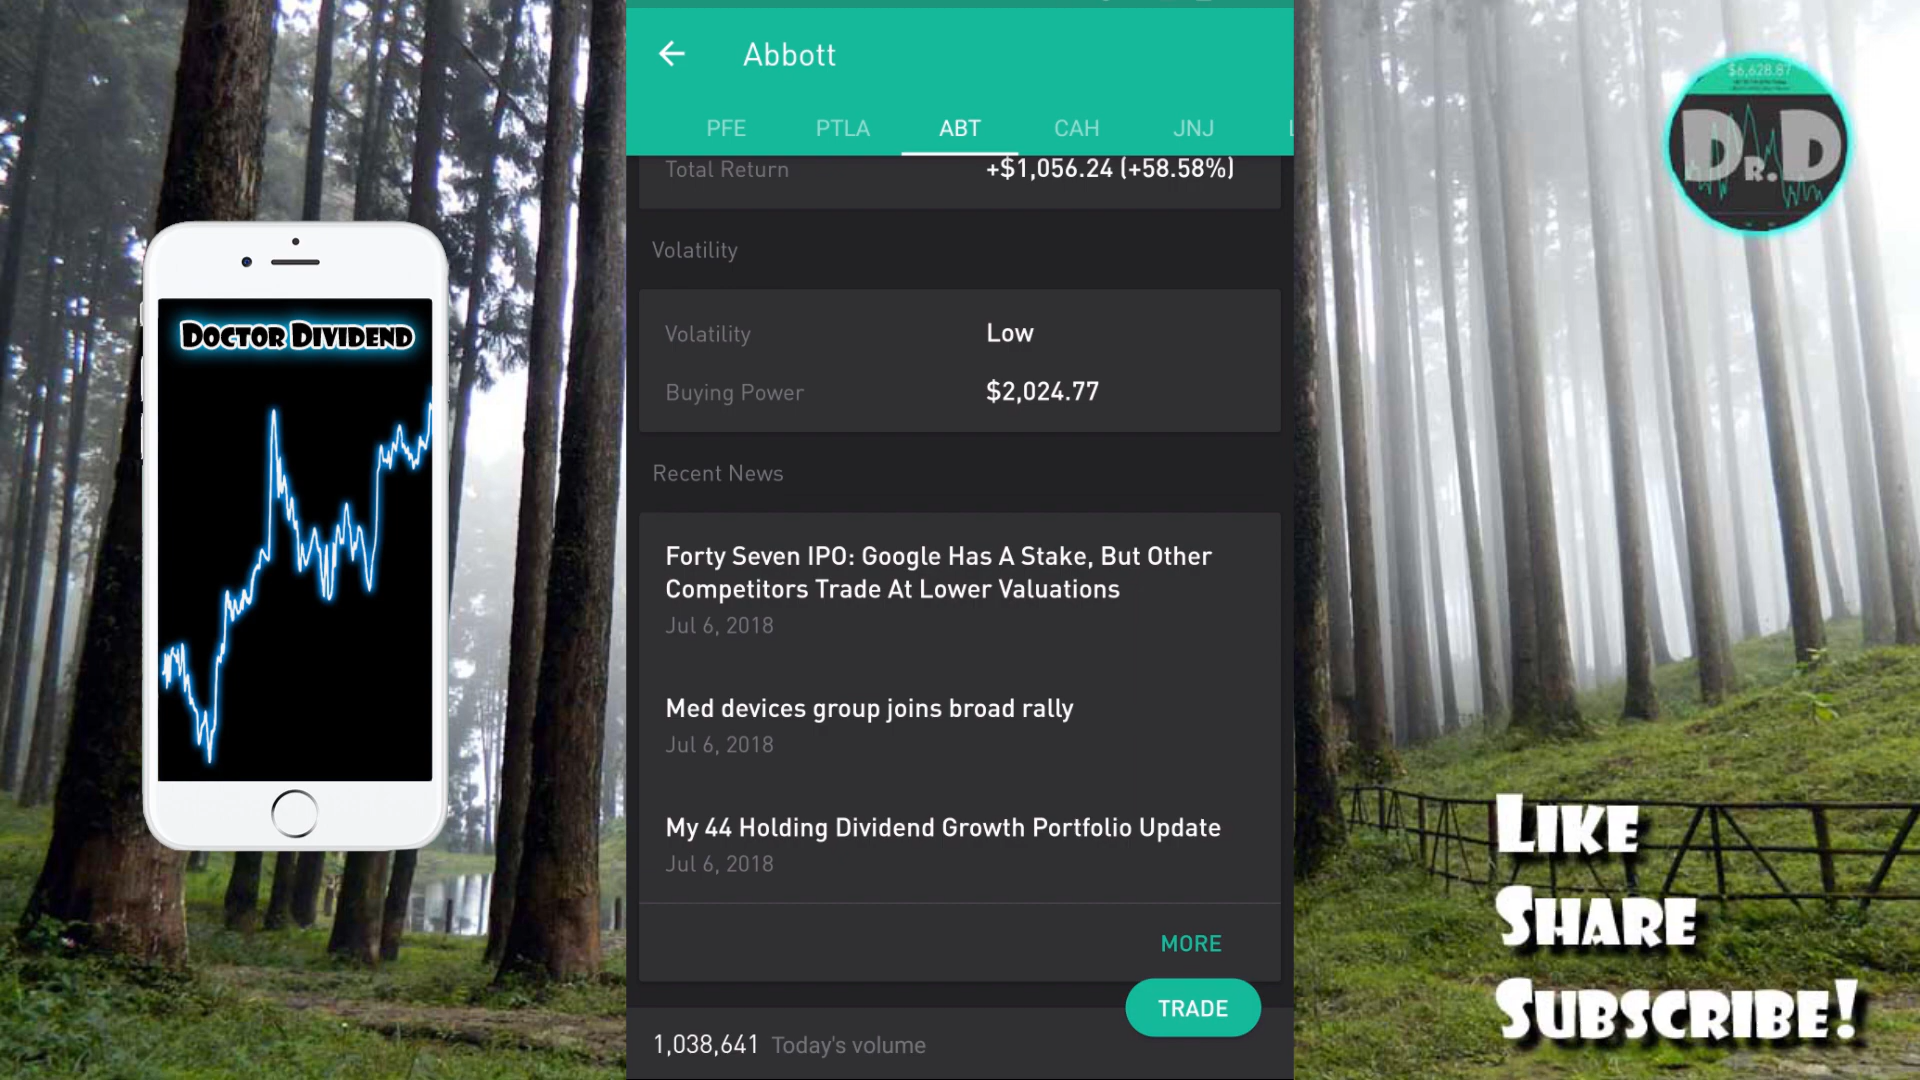 Abbott
PFE PTLA ABT CAH JNJ
Total Return +$1,056.24 (+58.58%)
Volatility
Volatility Low
Buying Power $2,024.77
Recent News
Forty Seven IPO: Google Has A Stake, But Other
Competitors Trade At Lower Valuations
Jul 6, 2018
Med devices group joins broad rally
Jul 6, 2018
My 44 Holding Dividend Growth Portfolio Update
Jul 6, 2018
MORE
TRADE
1,038,641 Today's volume
DOCTOR DIVIDEND
$6,628.87
DR. D
LIKE
SHARE
SUBSCRIBE!